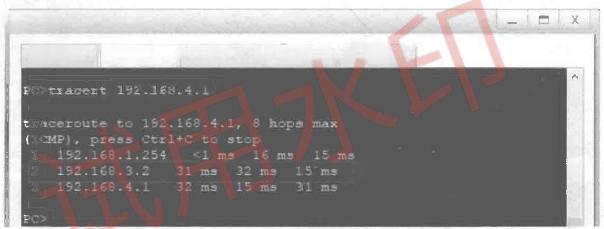 PC>tracert 192.168.4.1
traceroute to 192.168.4.1, 8 hops max
(ICMP), press Ctrl+C to stop
1 192.168.1.254 <1 ms 16 ms 15 ms
2 192.168.3.2 31 ms 32 ms 15 ms
3 192.168.4.1 32 ms 15 ms 31 ms
PC>
试用水印